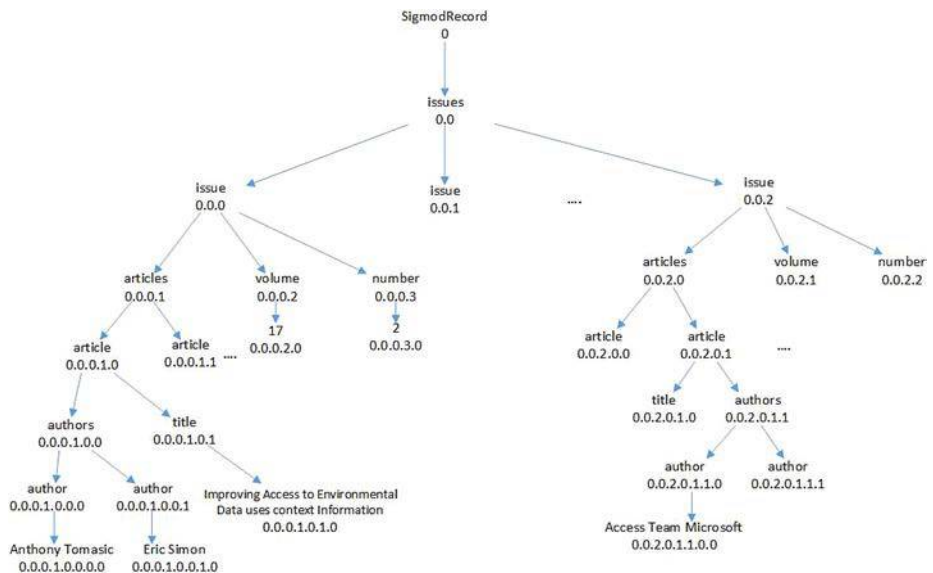 SigmodRecord
0
issues
0.0
issue
0.0.0
issue
0.0.1
....
issue
0.0.2
articles
0.0.0.1
volume
0.0.0.2
number
0.0.0.3
articles
0.0.2.0
volume
0.0.2.1
number
0.0.2.2
17
0.0.0.2.0
2
0.0.0.3.0
article
0.0.0.1.0
article
0.0.0.1.1
....
article
0.0.2.0.0
article
0.0.2.0.1
....
authors
0.0.0.1.0.0
title
0.0.0.1.0.1
title
0.0.2.0.1.0
authors
0.0.2.0.1.1
author
0.0.0.1.0.0.0
author
0.0.0.1.0.0.1
Improving Access to Environmental
Data uses context Information
0.0.0.1.0.1.0
author
0.0.2.0.1.1.0
author
0.0.2.0.1.1.1
Anthony Tomasic
0.0.0.1.0.0.0.0
Eric Simon
0.0.0.1.0.0.1.0
Access Team Microsoft
0.0.2.0.1.1.0.0